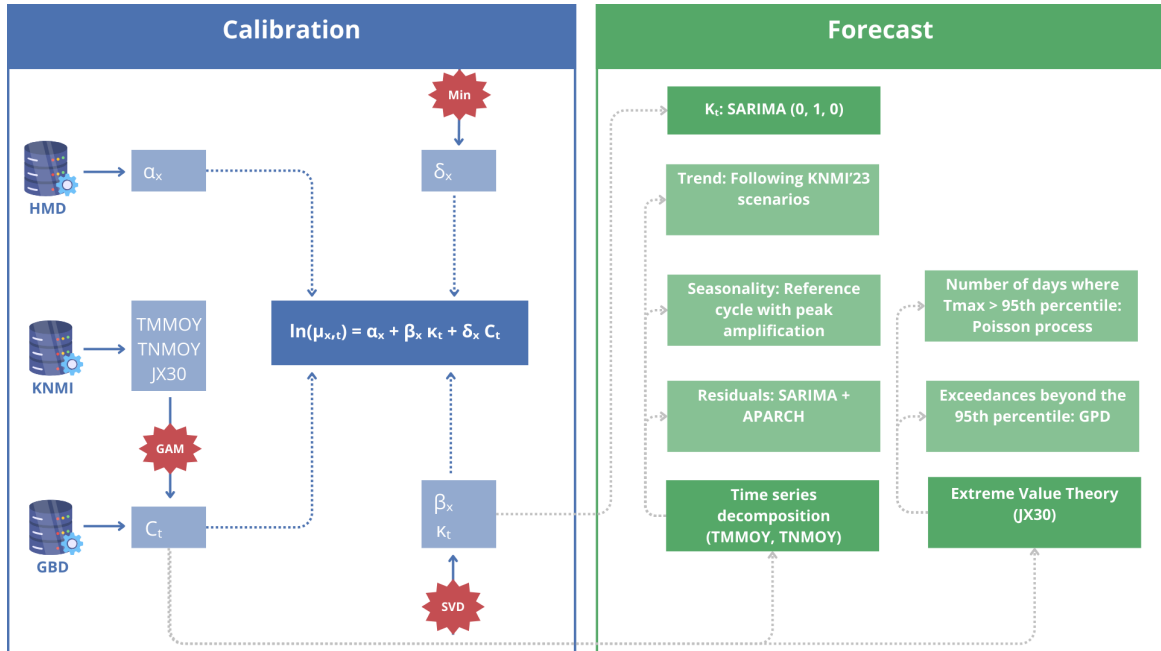 Calibration
Min
αₓ
δₓ
HMD
TMMOY
TNMOY
JX30
ln(μₓ,ₜ) = αₓ + βₓ κₜ + δₓ Cₜ
KNMI
GAM
Cₜ
βₓ
κₜ
GBD
SVD
Forecast
Kₜ: SARIMA (0, 1, 0)
Trend: Following KNMI'23
scenarios
Seasonality: Reference
cycle with peak
amplification
Number of days where
Tmax > 95th percentile:
Poisson process
Residuals: SARIMA +
APARCH
Exceedances beyond the
95th percentile: GPD
Time series
decomposition
(TMMOY, TNMOY)
Extreme Value Theory
(JX30)